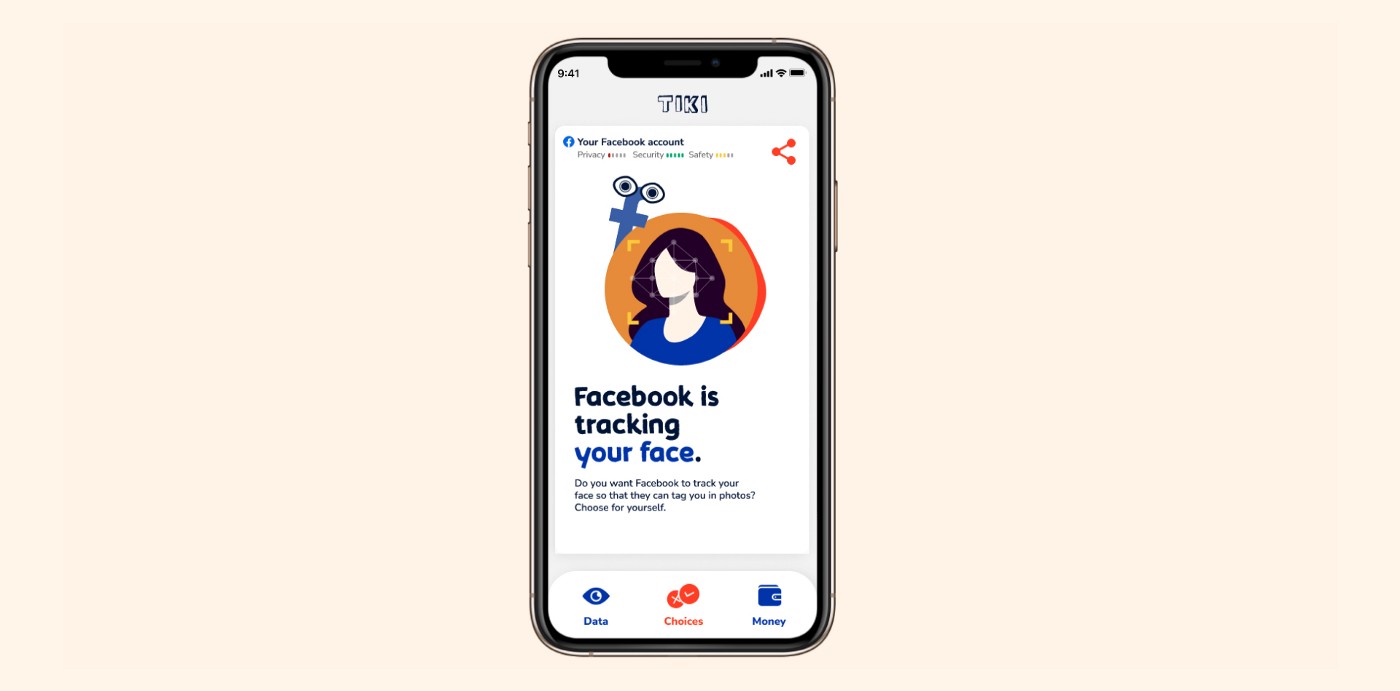 9:41
TIKI
Your Facebook account
Privacy Security Safety
Facebook is
tracking
your face.
Do you want Facebook to track your
face so that they can tag you in photos?
Choose for yourself.
Data Choices Money